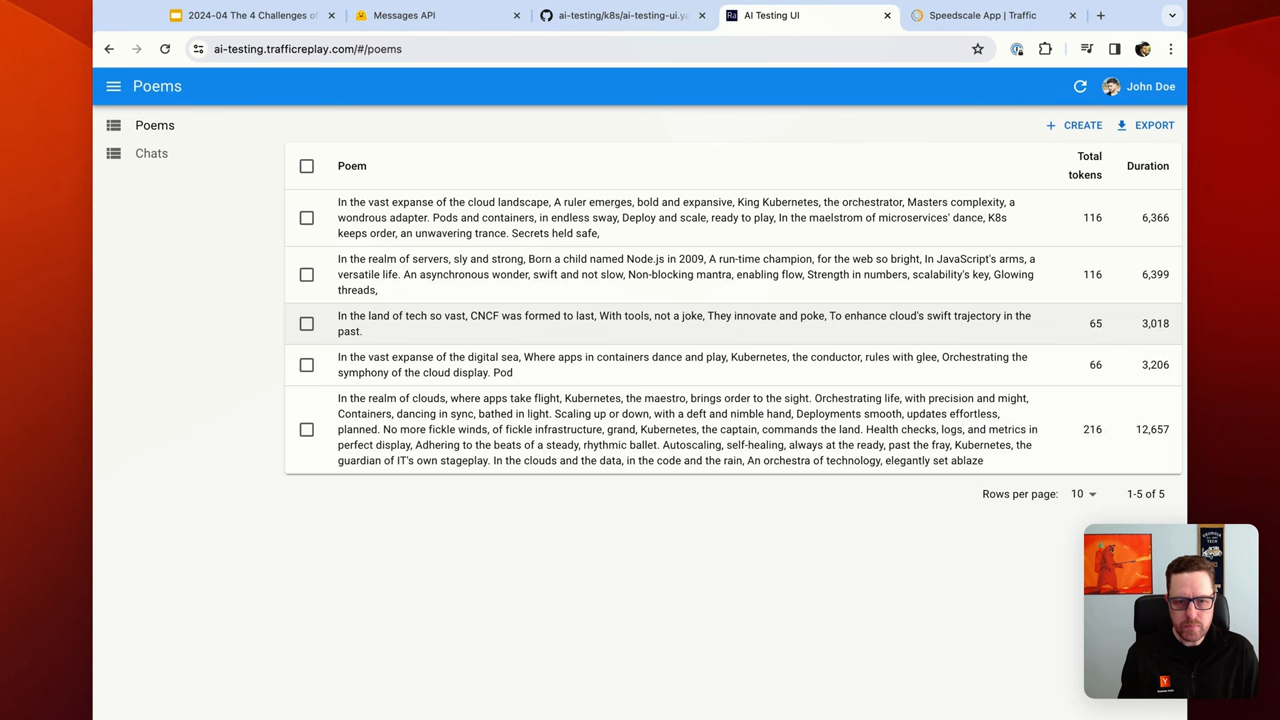 2024-04 The 4 Challenges of
Messages API
ai-testing/k8s/ai-testing-ui.ya
AI Testing UI
Speedscale App | Traffic
ai-testing.trafficreplay.com/#/poems
Poems
John Doe
Poems
Chats
CREATE
EXPORT
Poem
Total
tokens
Duration
In the vast expanse of the cloud landscape, A ruler emerges, bold and expansive, King Kubernetes, the orchestrator, Masters complexity, a
wondrous adapter. Pods and containers, in endless sway, Deploy and scale, ready to play, In the maelstrom of microservices' dance, K8s
keeps order, an unwavering trance. Secrets held safe,
116
6,366
In the realm of servers, sly and strong, Born a child named Node.js in 2009, A run-time champion, for the web so bright, In JavaScript's arms, a
versatile life. An asynchronous wonder, swift and not slow, Non-blocking mantra, enabling flow, Strength in numbers, scalability's key, Glowing
threads,
116
6,399
In the land of tech so vast, CNCF was formed to last, With tools, not a joke, They innovate and poke, To enhance cloud's swift trajectory in the
past.
65
3,018
In the vast expanse of the digital sea, Where apps in containers dance and play, Kubernetes, the conductor, rules with glee, Orchestrating the
symphony of the cloud display. Pod
66
3,206
In the realm of clouds, where apps take flight, Kubernetes, the maestro, brings order to the sight. Orchestrating life, with precision and might,
Containers, dancing in sync, bathed in light. Scaling up or down, with a deft and nimble hand, Deployments smooth, updates effortless,
planned. No more fickle winds, of fickle infrastructure, grand, Kubernetes, the captain, commands the land. Health checks, logs, and metrics in
perfect display, Adhering to the beats of a steady, rhythmic ballet. Autoscaling, self-healing, always at the ready, past the fray, Kubernetes, the
guardian of IT's own stageplay. In the clouds and the data, in the code and the rain, An orchestra of technology, elegantly set ablaze
216
12,657
Rows per page:
10
1-5 of 5
GEORGIA
TECH